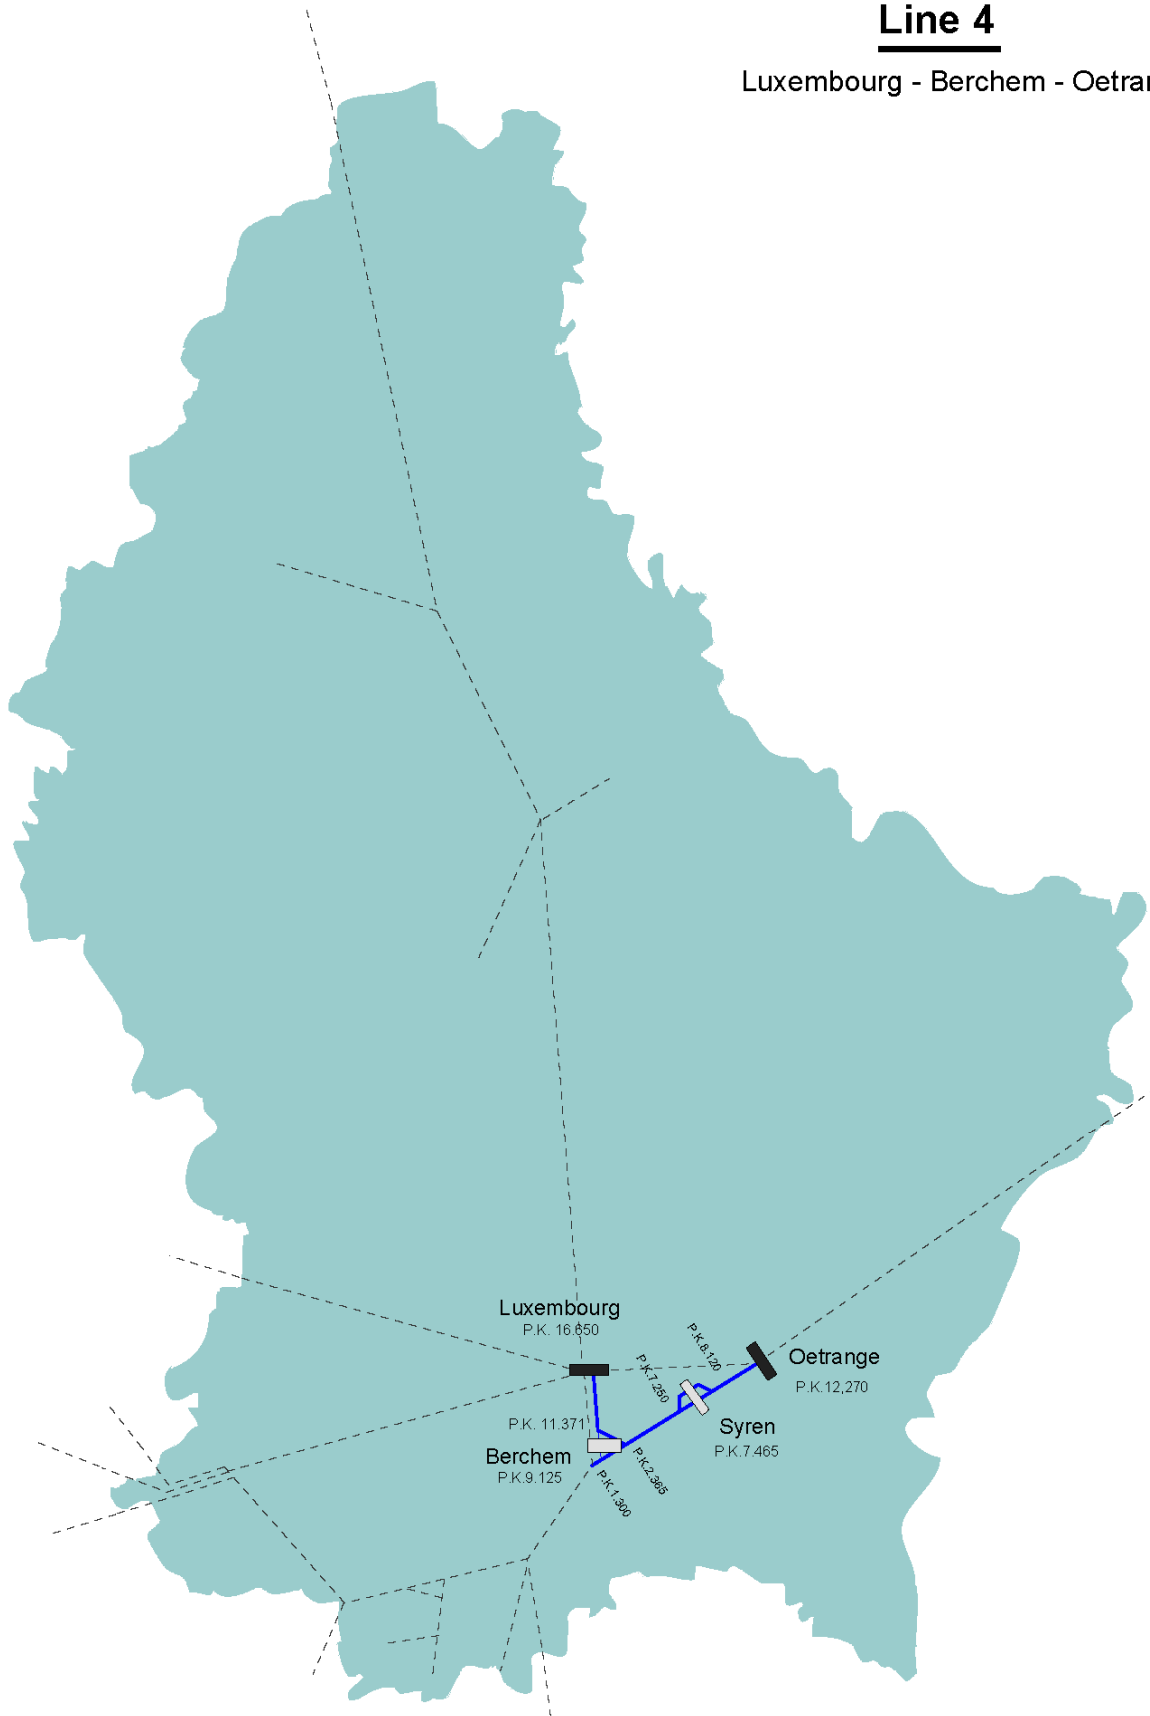 Line 4
Luxembourg - Berchem - Oetra
Luxembourg
P.K. 16.650
P.K.8.120
Oetrange
P.K.12,270
P.K.7.250
Syren
P.K.7.465
P.K. 11.371
Berchem
P.K.9.125
P.K.2.365
P.K.1.300